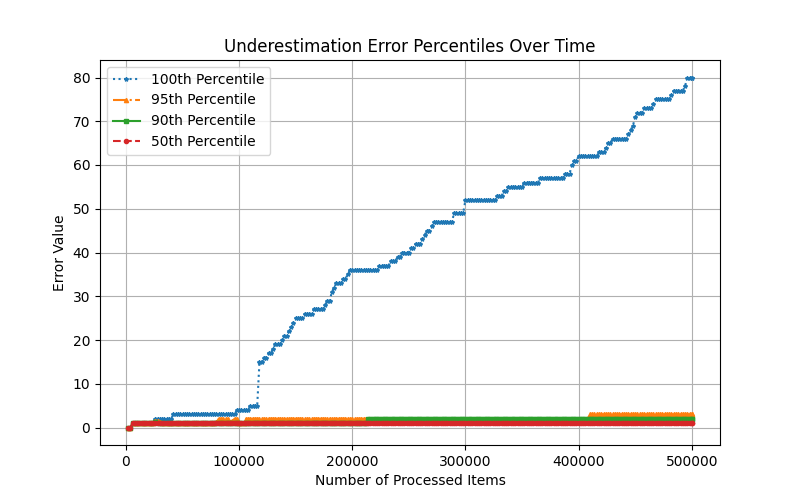 Underestimation Error Percentiles Over Time
100th Percentile
95th Percentile
90th Percentile
50th Percentile
Error Value
80
70
60
50
40
30
20
10
0
0 100000 200000 300000 400000 500000
Number of Processed Items